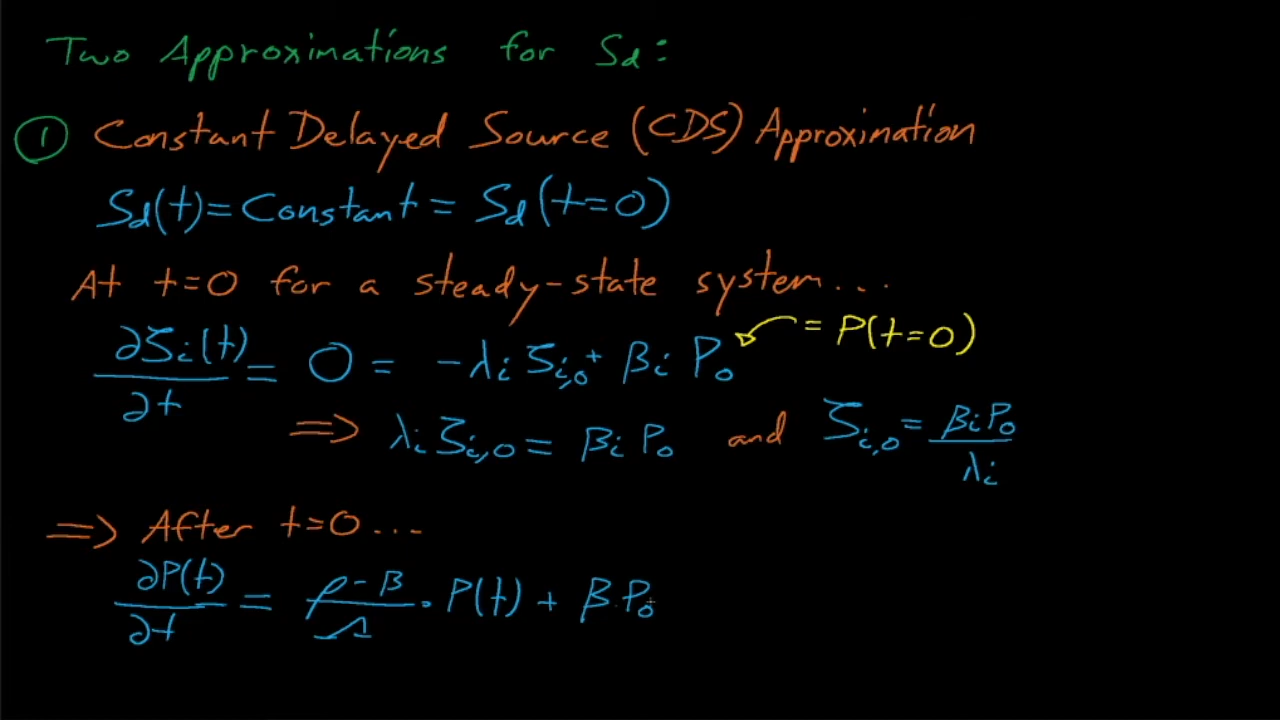 Two Approximations for Sd:
① Constant Delayed Source (CDS) Approximation
Sd(t) = Constant = Sd(t=0)
At t=0 for a steady-state system...
∂ζi(t)/∂t = 0 = -λi ζi,0 + βi P0 = P(t=0)
⇒ λi ζi,0 = βi P0 and ζi,0 = βi P0/λi
⇒ After t=0...
∂P(t)/∂t = ρ-β/Λ · P(t) + β P0